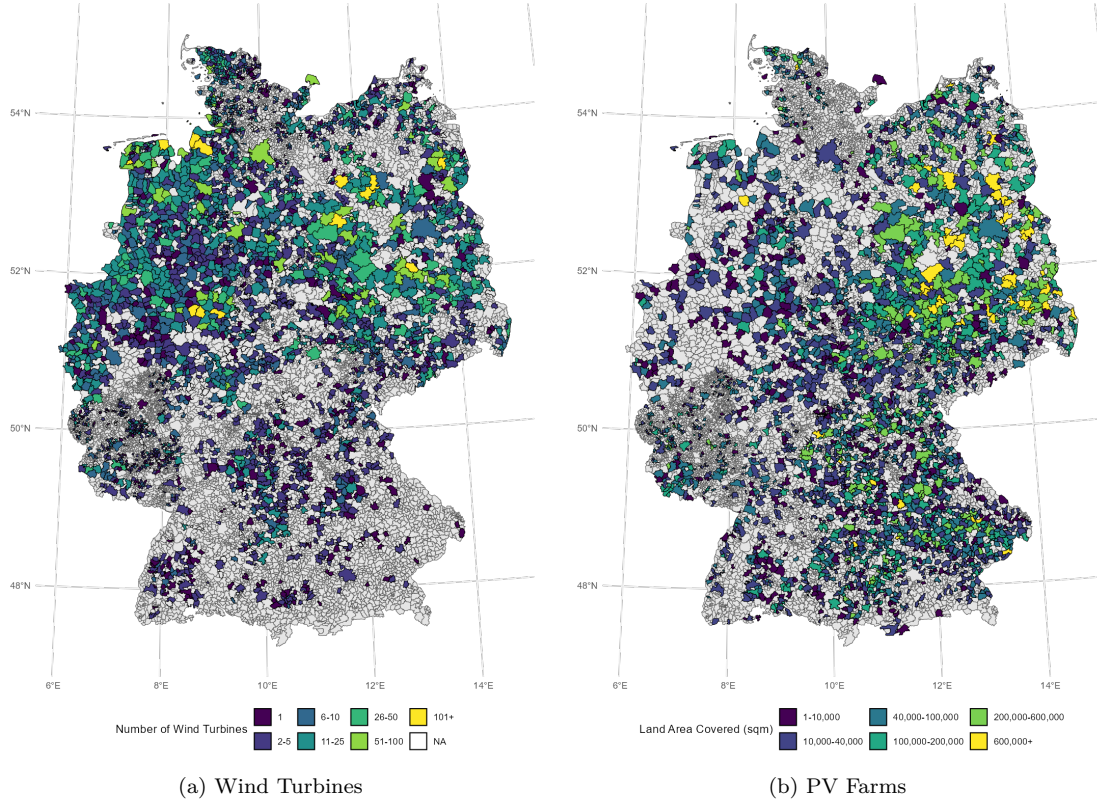 54°N
52°N
50°N
48°N
6°E 8°E 10°E 12°E 14°E
Number of Wind Turbines
1 6-10 26-50 101+
2-5 11-25 51-100 NA
(a) Wind Turbines
54°N
52°N
50°N
48°N
6°E 8°E 10°E 12°E 14°E
Land Area Covered (sqm)
1-10,000 40,000-100,000 200,000-600,000
10,000-40,000 100,000-200,000 600,000+
(b) PV Farms